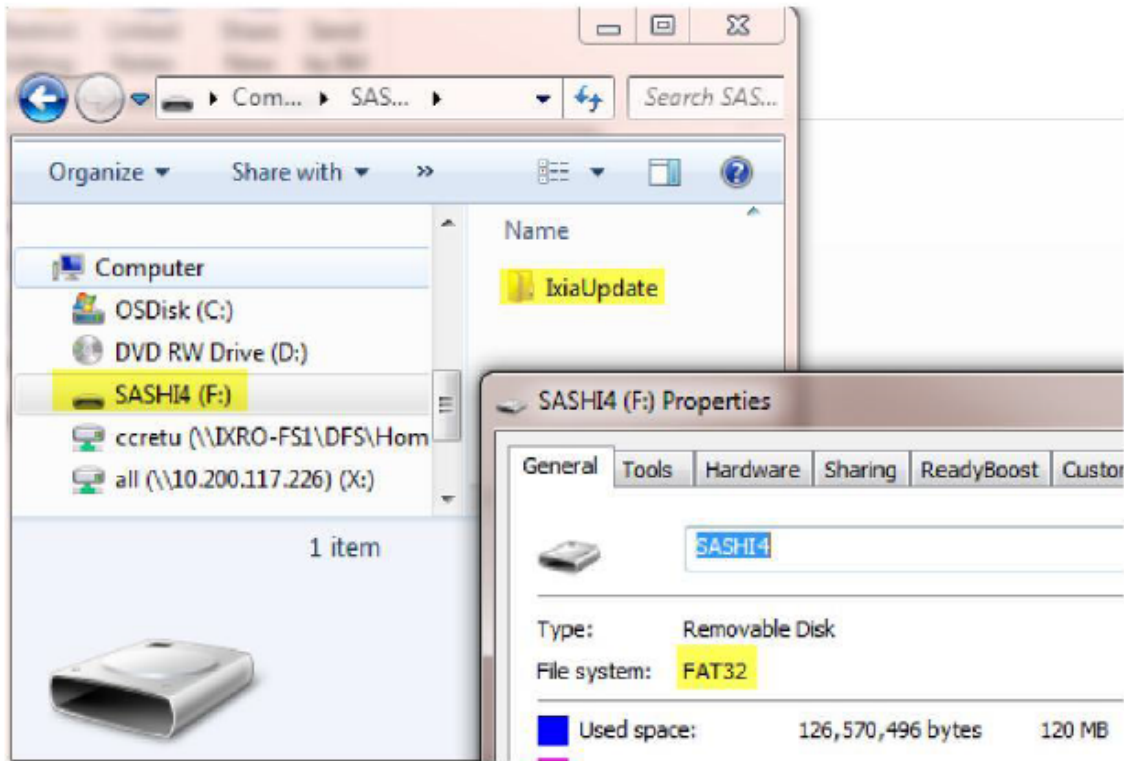 Com... SAS...
Search SAS...
Organize
Share with
»
Name
Computer
IxiaUpdate
OSDisk (C:)
DVD RW Drive (D:)
SASHI4 (F:)
ccretu (\\IXRO-FS1\DFS\Hom
all (\\10.200.117.226) (X:)
1 item
SASHI4 (F:) Properties
General Tools Hardware Sharing ReadyBoost Custor
SASHI4
Type: Removable Disk
File system: FAT32
Used space: 126,570,496 bytes 120 MB